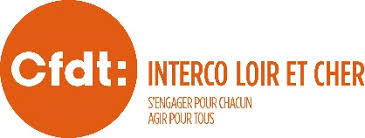 Cfdt:
INTERCO LOIR ET CHER
S'ENGAGER POUR CHACUN
AGIR POUR TOUS